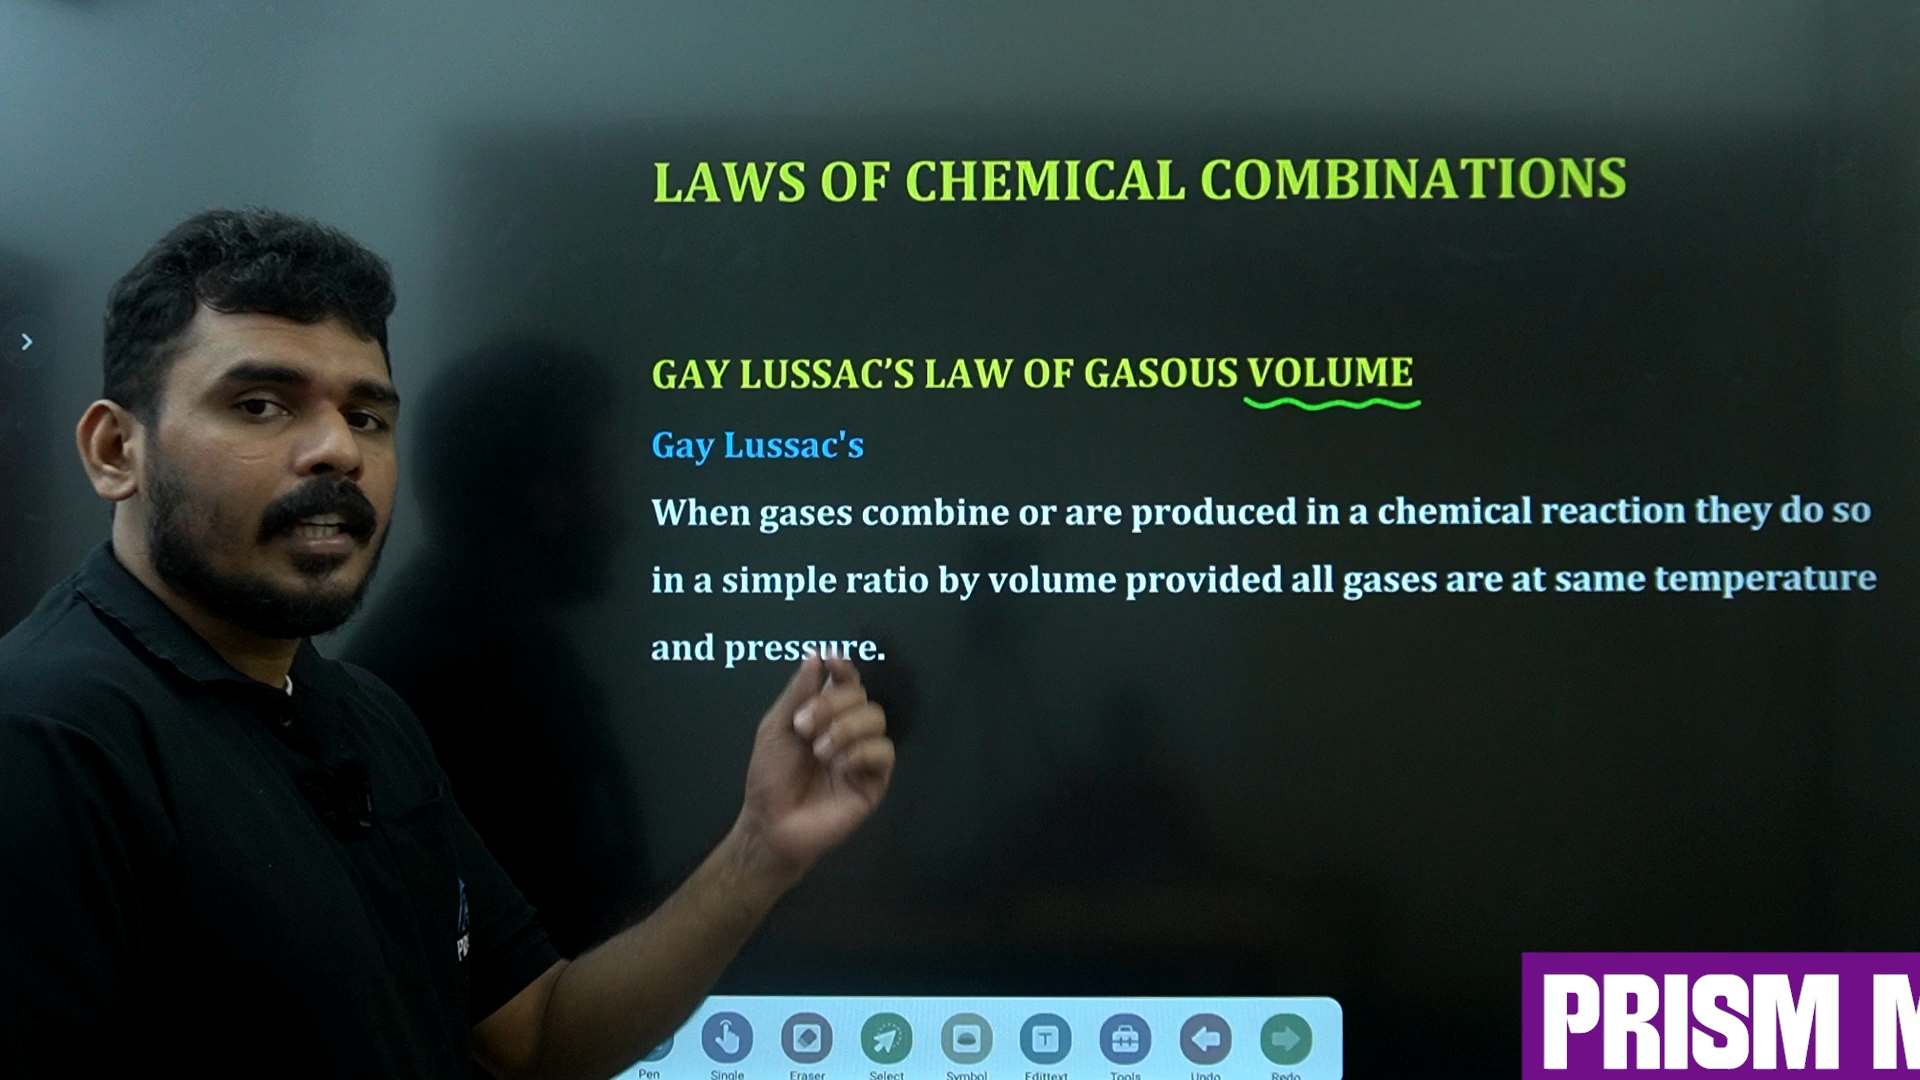 LAWS OF CHEMICAL COMBINATIONS
GAY LUSSAC’S LAW OF GASOUS VOLUME
Gay Lussac's
When gases combine or are produced in a chemical reaction they do so
in a simple ratio by volume provided all gases are at same temperature
and pressure.
PRISM M
Pen Single Eraser Select Symbol Edittext Tools Undo Redo